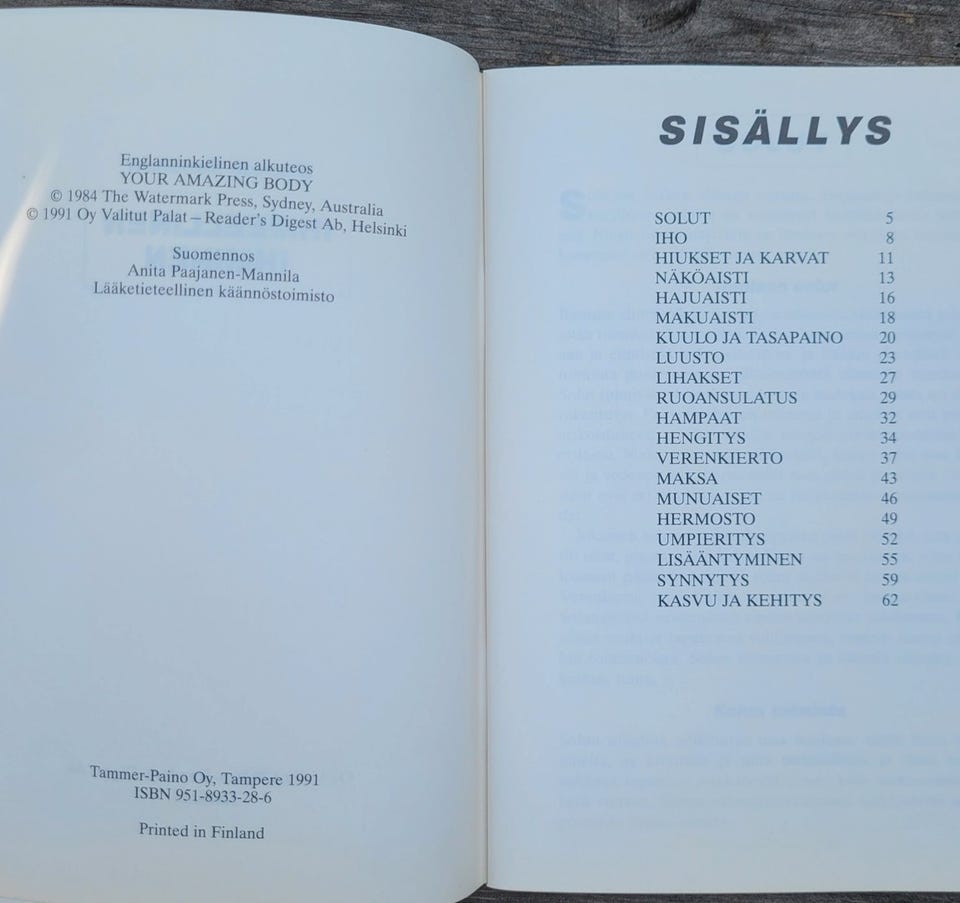 Englanninkielinen alkuteos
YOUR AMAZING BODY
© 1984 The Watermark Press, Sydney, Australia
© 1991 Oy Valitut Palat – Reader's Digest Ab, Helsinki
Suomennos
Anita Paajanen-Mannila
Lääketieteellinen käännöstoimisto
Tammer-Paino Oy, Tampere 1991
ISBN 951-8933-28-6
Printed in Finland
SISÄLLYS
SOLUT 5
IHO 8
HIUKSET JA KARVAT 11
NÄKÖAISTI 13
HAJUAISTI 16
MAKUAISTI 18
KUULO JA TASAPAINO 20
LUUSTO 23
LIHAKSET 27
RUOANSULATUS 29
HAMPAAT 32
HENGITYS 34
VERENKIERTO 37
MAKSA 43
MUNUAISET 46
HERMOSTO 49
UMPIERITYS 52
LISÄÄNTYMINEN 55
SYNNYTYS 59
KASVU JA KEHITYS 62